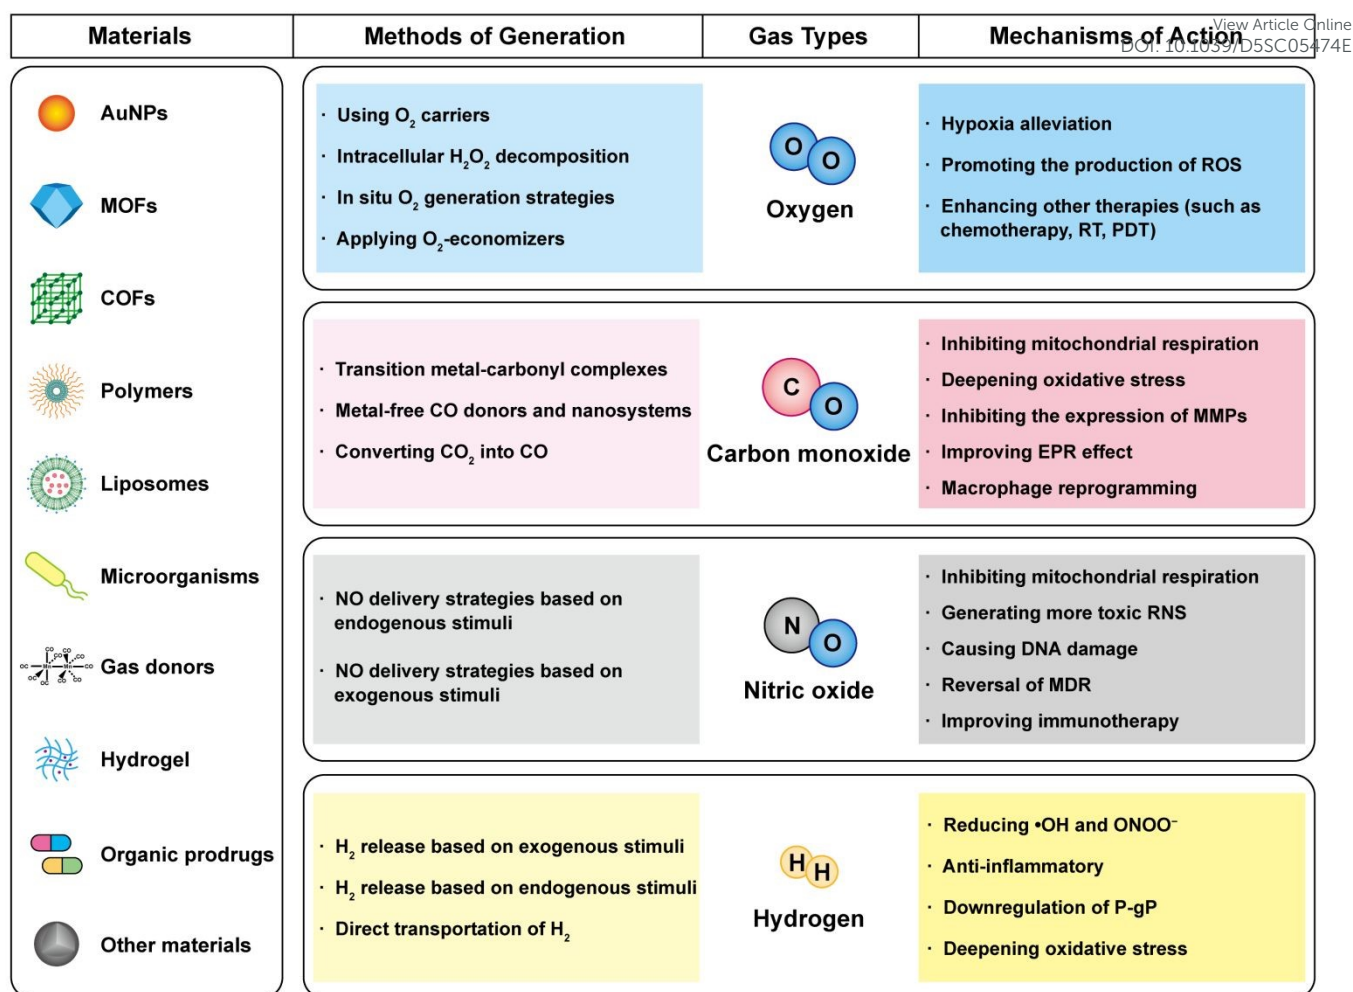 View Article Online
DOI: 10.1039/D5SC05474E
Materials
Methods of Generation
Gas Types
Mechanisms of Action
AuNPs
MOFs
COFs
Polymers
Liposomes
Microorganisms
Gas donors
Hydrogel
Organic prodrugs
Other materials
· Using O₂ carriers
· Intracellular H₂O₂ decomposition
· In situ O₂ generation strategies
· Applying O₂-economizers
O O
Oxygen
· Hypoxia alleviation
· Promoting the production of ROS
· Enhancing other therapies (such as
chemotherapy, RT, PDT)
· Transition metal-carbonyl complexes
· Metal-free CO donors and nanosystems
· Converting CO₂ into CO
C O
Carbon monoxide
· Inhibiting mitochondrial respiration
· Deepening oxidative stress
· Inhibiting the expression of MMPs
· Improving EPR effect
· Macrophage reprogramming
· NO delivery strategies based on
endogenous stimuli
· NO delivery strategies based on
exogenous stimuli
N O
Nitric oxide
· Inhibiting mitochondrial respiration
· Generating more toxic RNS
· Causing DNA damage
· Reversal of MDR
· Improving immunotherapy
· H₂ release based on exogenous stimuli
· H₂ release based on endogenous stimuli
· Direct transportation of H₂
H H
Hydrogen
· Reducing •OH and ONOO⁻
· Anti-inflammatory
· Downregulation of P-gP
· Deepening oxidative stress